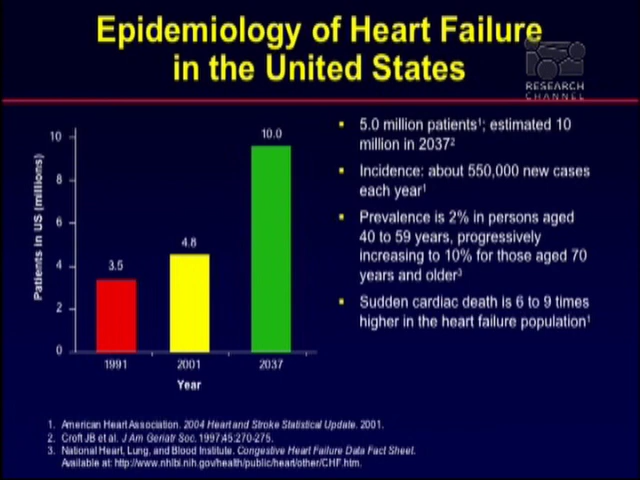 Epidemiology of Heart Failure
in the United States
RESEARCH
CHANNEL
Patients in US (millions)
10
8
6
4
2
0
3.5
4.8
10.0
1991
2001
2037
Year
5.0 million patients¹; estimated 10
million in 2037²
Incidence: about 550,000 new cases
each year¹
Prevalence is 2% in persons aged
40 to 59 years, progressively
increasing to 10% for those aged 70
years and older³
Sudden cardiac death is 6 to 9 times
higher in the heart failure population¹
1. American Heart Association. 2004 Heart and Stroke Statistical Update. 2001.
2. Croft JB et al. J Am Geriatr Soc. 1997;45:270-275.
3. National Heart, Lung, and Blood Institute. Congestive Heart Failure Data Fact Sheet.
Available at: http://www.nhlbi.nih.gov/health/public/heart/other/CHF.htm.